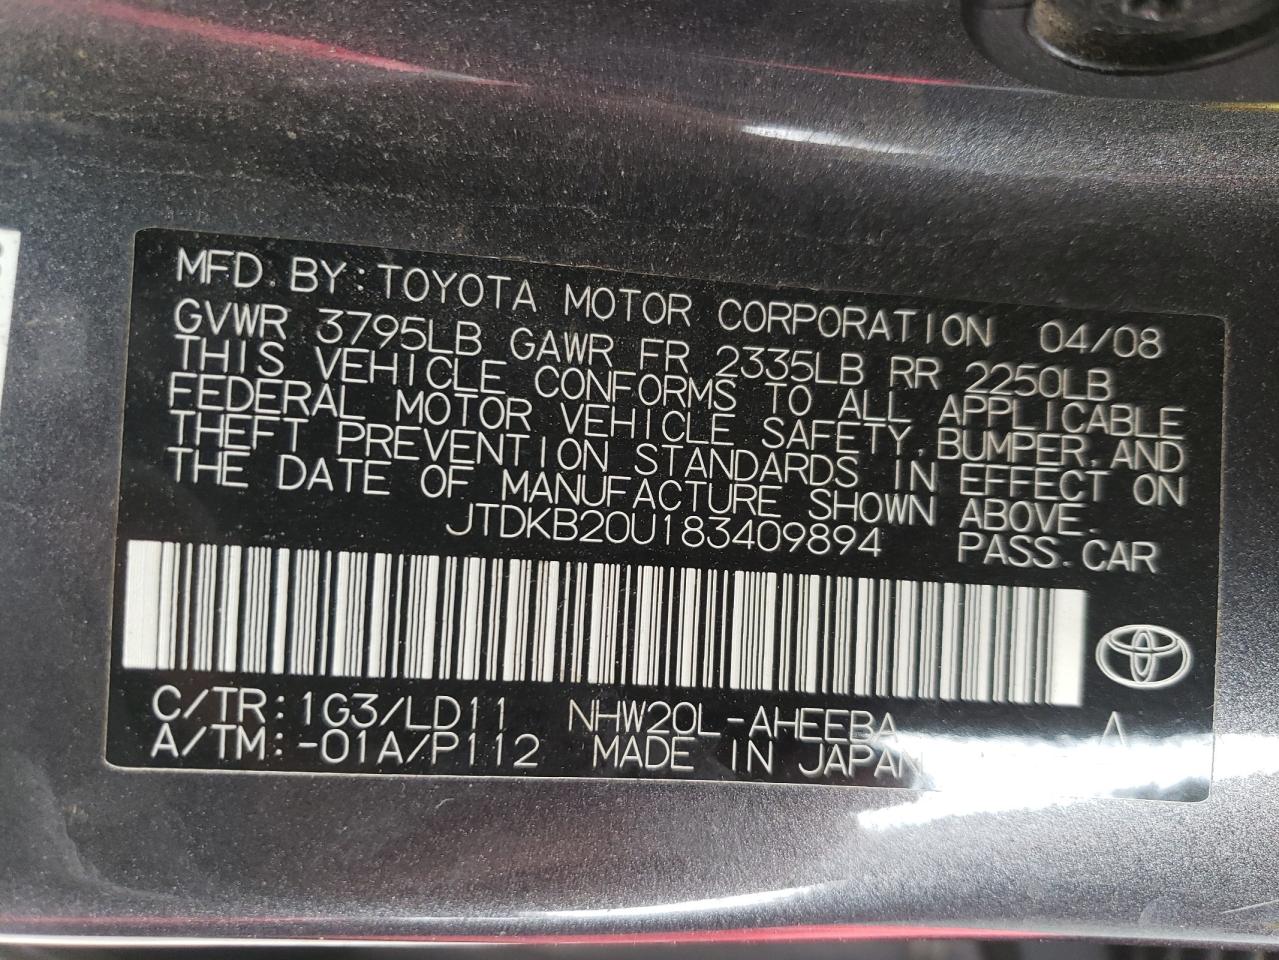 MFD. BY: TOYOTA MOTOR CORPORATION 04/08
GVWR 3795LB GAWR FR 2335LB RR 2250LB
THIS VEHICLE CONFORMS TO ALL APPLICABLE
FEDERAL MOTOR VEHICLE SAFETY, BUMPER, AND
THEFT PREVENTION STANDARDS IN EFFECT ON
THE DATE OF MANUFACTURE SHOWN ABOVE.
JTDKB20U183409894 PASS. CAR
C/TR: 1G3/LD11 NHW20L-AHEEBA A
A/TM: -01A/P112 MADE IN JAPAN